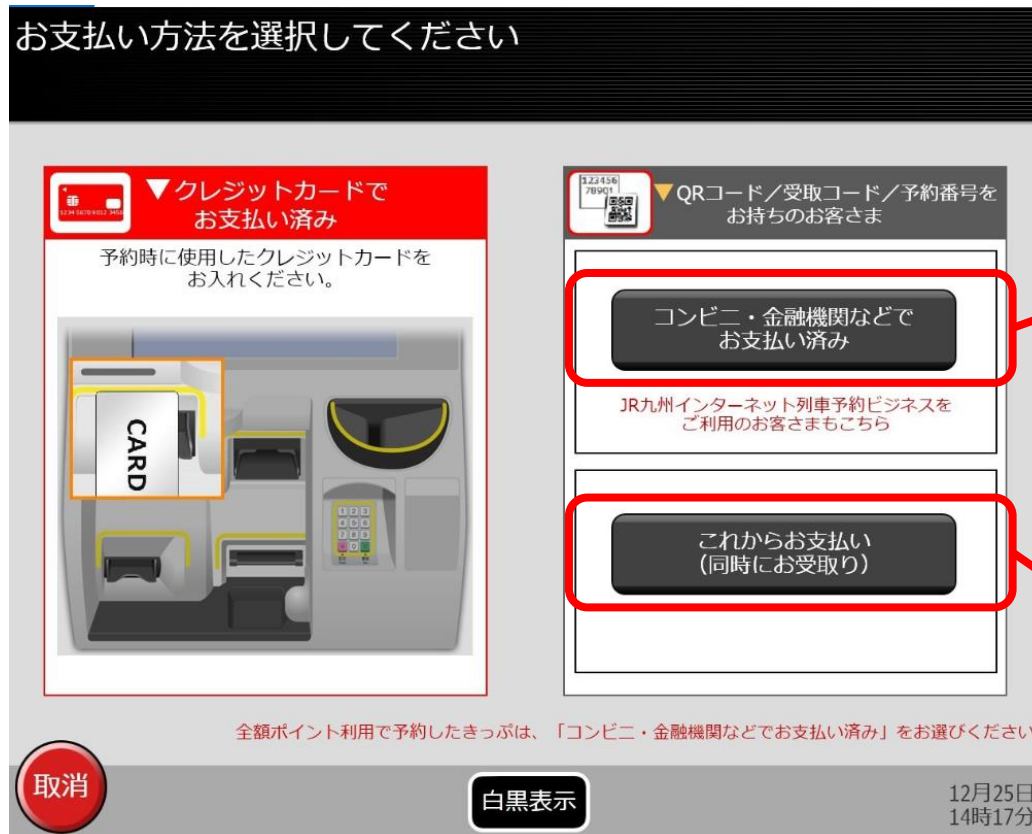 お支払い方法を選択してください
▼クレジットカードで
お支払い済み
予約時に使用したクレジットカードを
お入れください。
CARD
123456
78901
▼QRコード／受取コード／予約番号を
お持ちのお客さま
コンビニ・金融機関などで
お支払い済み
JR九州インターネット列車予約ビジネスを
ご利用のお客さまもこちら
これからお支払い
(同時にお受取り)
全額ポイント利用で予約したきっぷは、「コンビニ・金融機関などでお支払い済み」をお選びください
取消
白黒表示
12月25日
14時17分